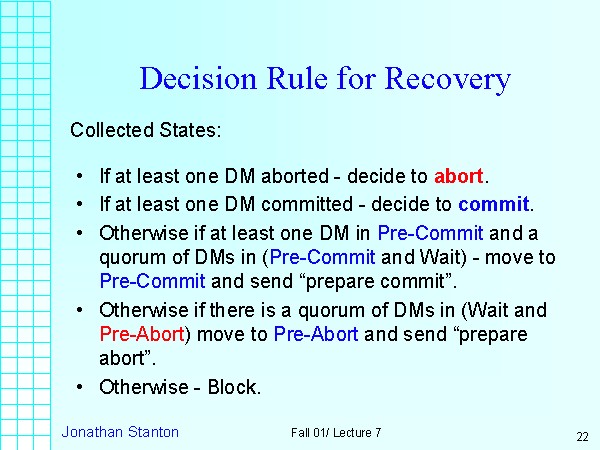 Decision Rule for Recovery
Collected States:
• If at least one DM aborted - decide to abort.
• If at least one DM committed - decide to commit.
• Otherwise if at least one DM in Pre-Commit and a
quorum of DMs in (Pre-Commit and Wait) - move to
Pre-Commit and send “prepare commit”.
• Otherwise if there is a quorum of DMs in (Wait and
Pre-Abort) move to Pre-Abort and send “prepare
abort”.
• Otherwise - Block.
Jonathan Stanton
Fall 01/ Lecture 7
22